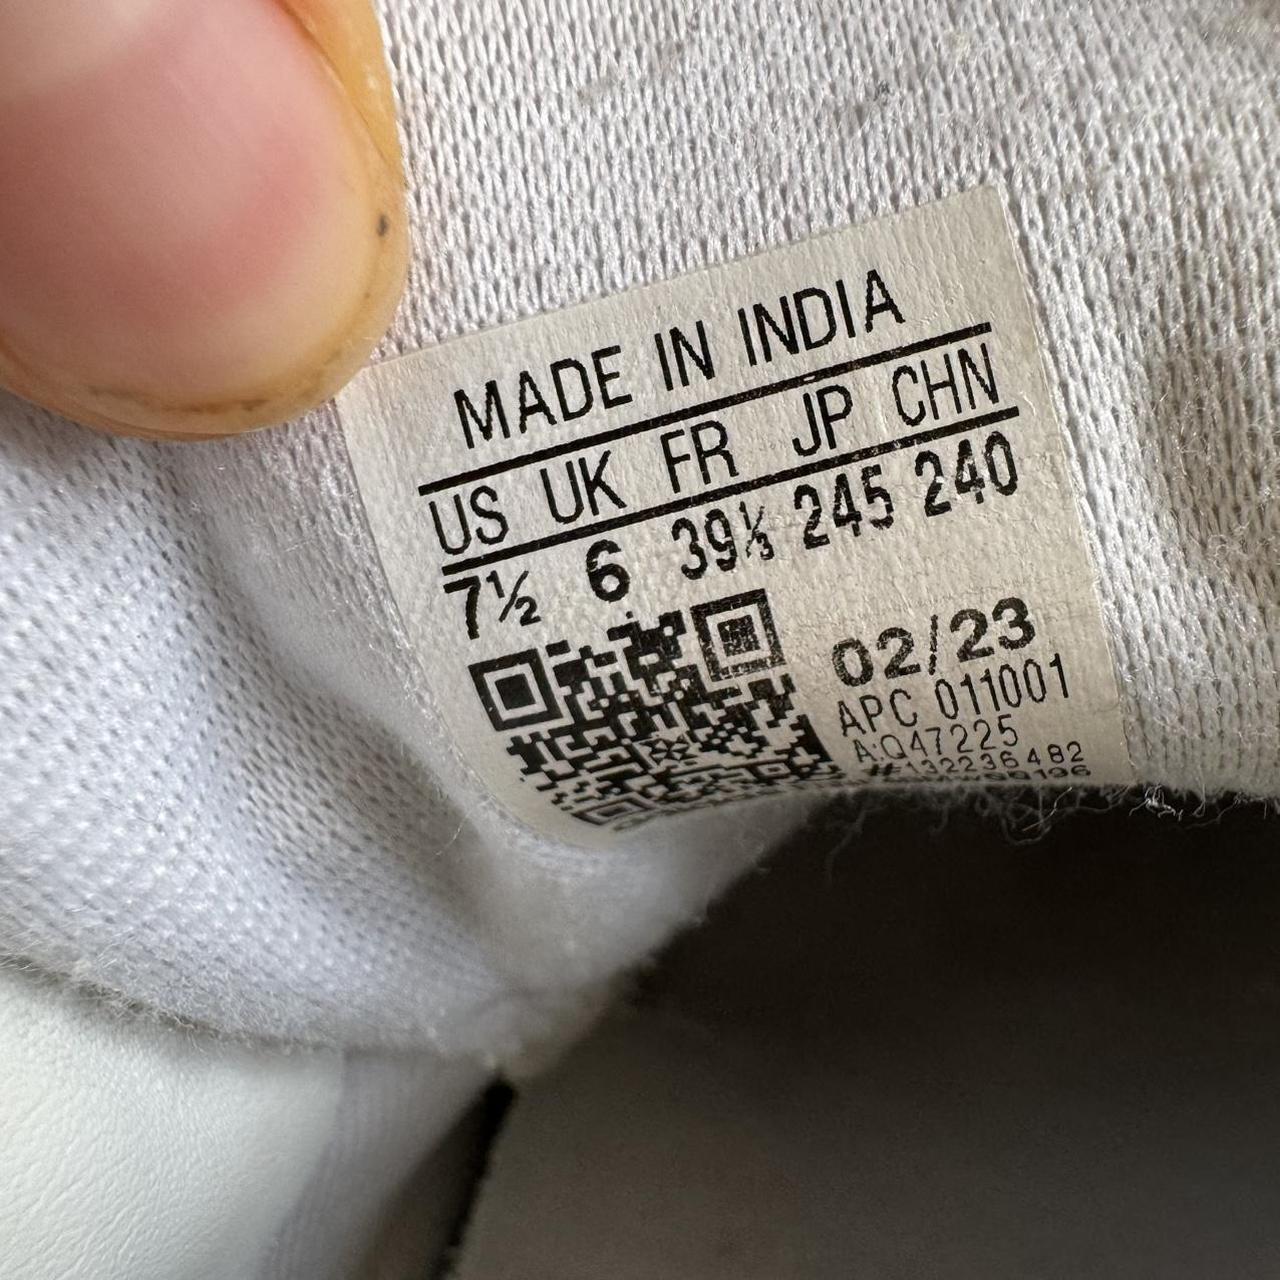 MADE IN INDIA
US UK FR JP CHN
7½ 6 39⅓ 245 240
02/23
APC 011001
A:Q47225
#132236482